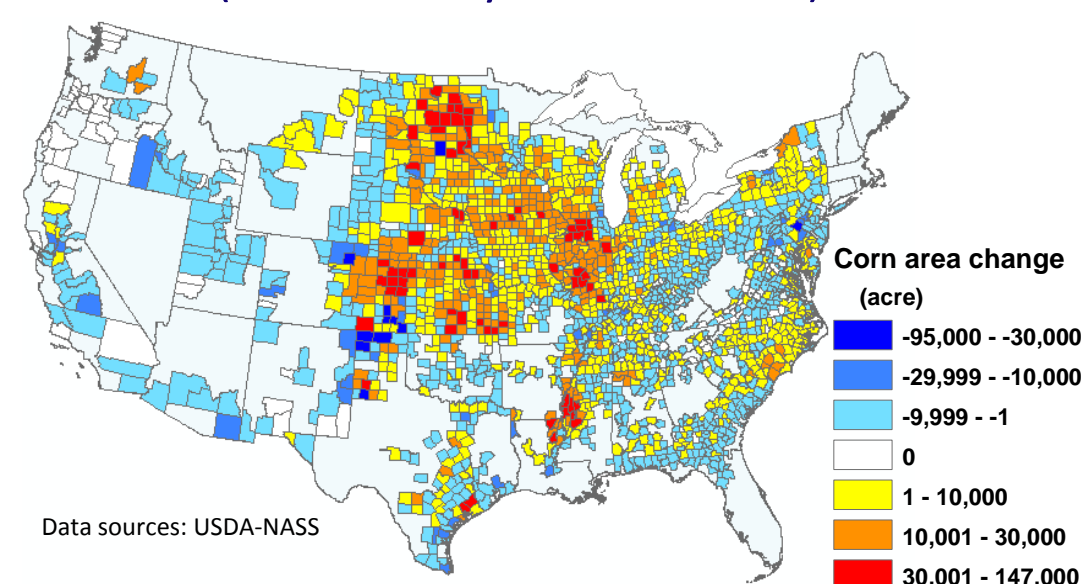 Corn area change
(acre)
-95,000 - -30,000
-29,999 - -10,000
-9,999 - -1
0
1 - 10,000
10,001 - 30,000
30,001 - 147,000
Data sources: USDA-NASS